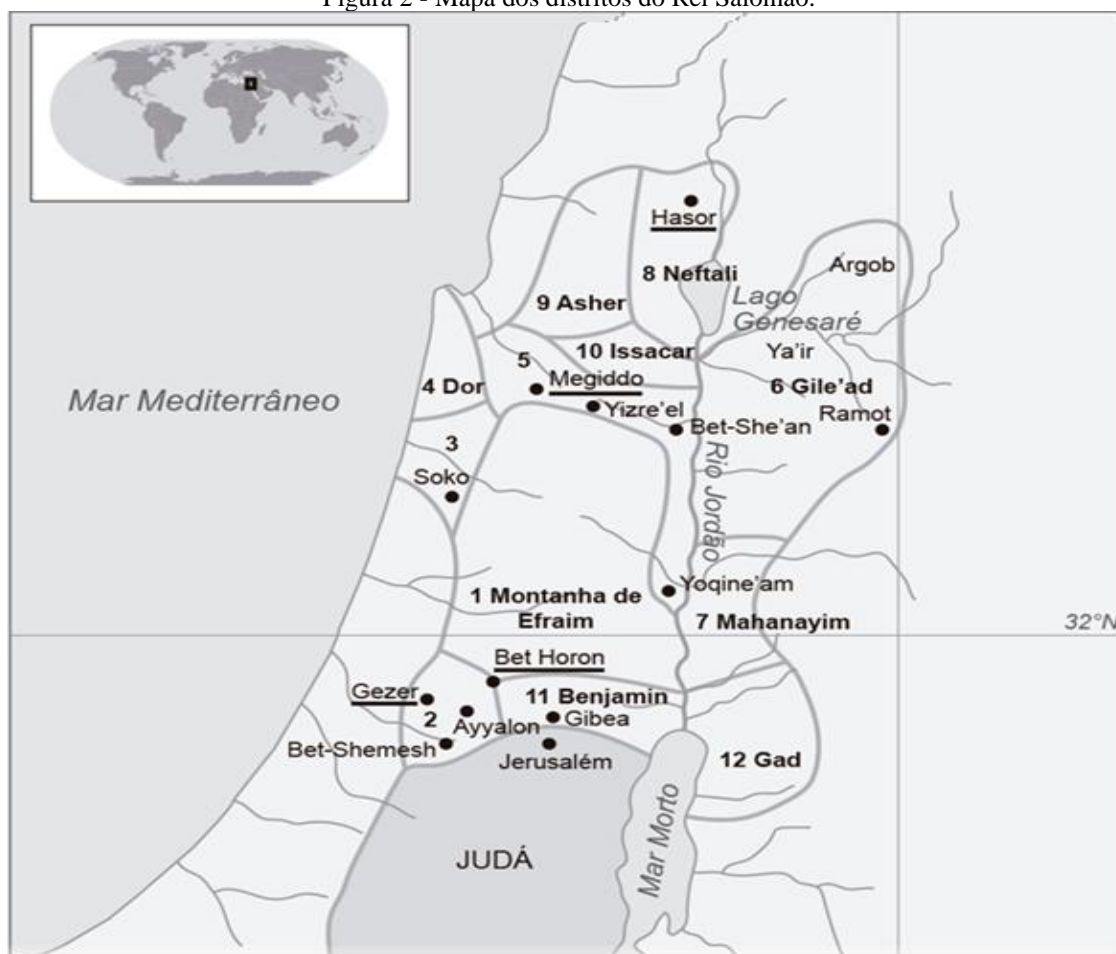 Figura 2 - Mapa dos distritos do Rei Salomão.
Hasor
Árgob
8 Neftali
Lago
Genesaré
9 Asher
10 Issacar
Ya'ir
5
4 Dor
Megiddo
6 Gile'ad
Mar Mediterrâneo
Yizre'el
Ramot
Bet-She'an
3
Soko
Rio Jordão
Yoqine'am
1 Montanha de
Efraim
7 Mahanayim
32°N
Bet Horon
Gezer
11 Benjamin
2
Ayyalon
Gibea
Bet-Shemesh
Jerusalém
12 Gad
Mar Morto
JUDÁ